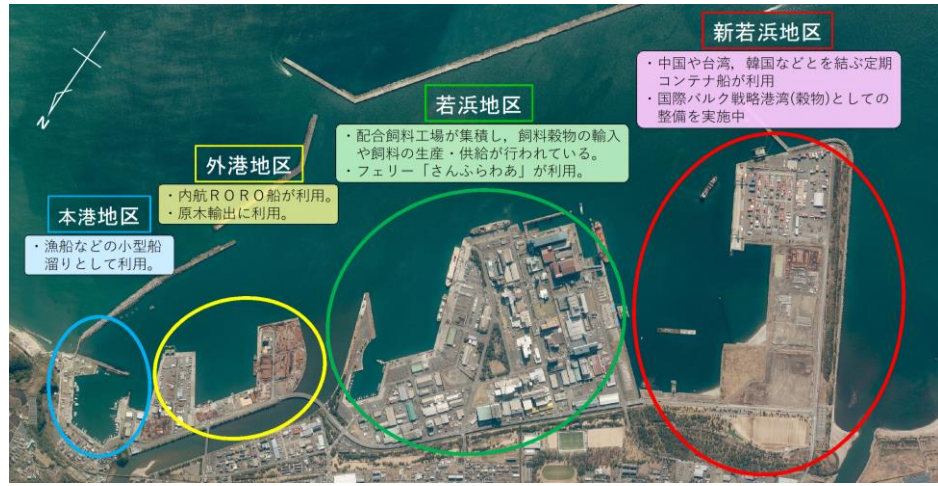 新若浜地区
・中国や台湾，韓国などとを結ぶ定期
コンテナ船が利用
・国際バルク戦略港湾(穀物)としての
整備を実施中
若浜地区
・配合飼料工場が集積し，飼料穀物の輸入
や飼料の生産・供給が行われている。
・フェリー「さんふらわあ」が利用。
外港地区
・内航ＲＯＲＯ船が利用。
・原木輸出に利用。
本港地区
・漁船などの小型船
溜りとして利用。
N